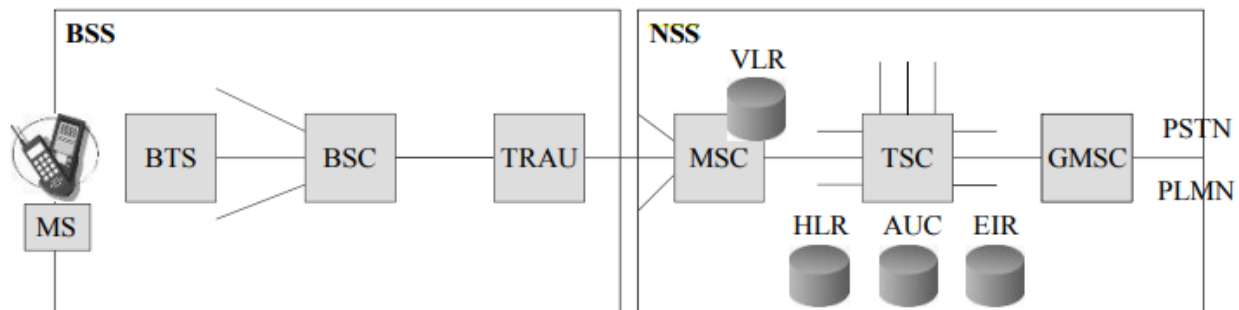 BSS
NSS
VLR
BTS
BSC
TRAU
MSC
TSC
GMSC
PSTN
PLMN
MS
HLR
AUC
EIR